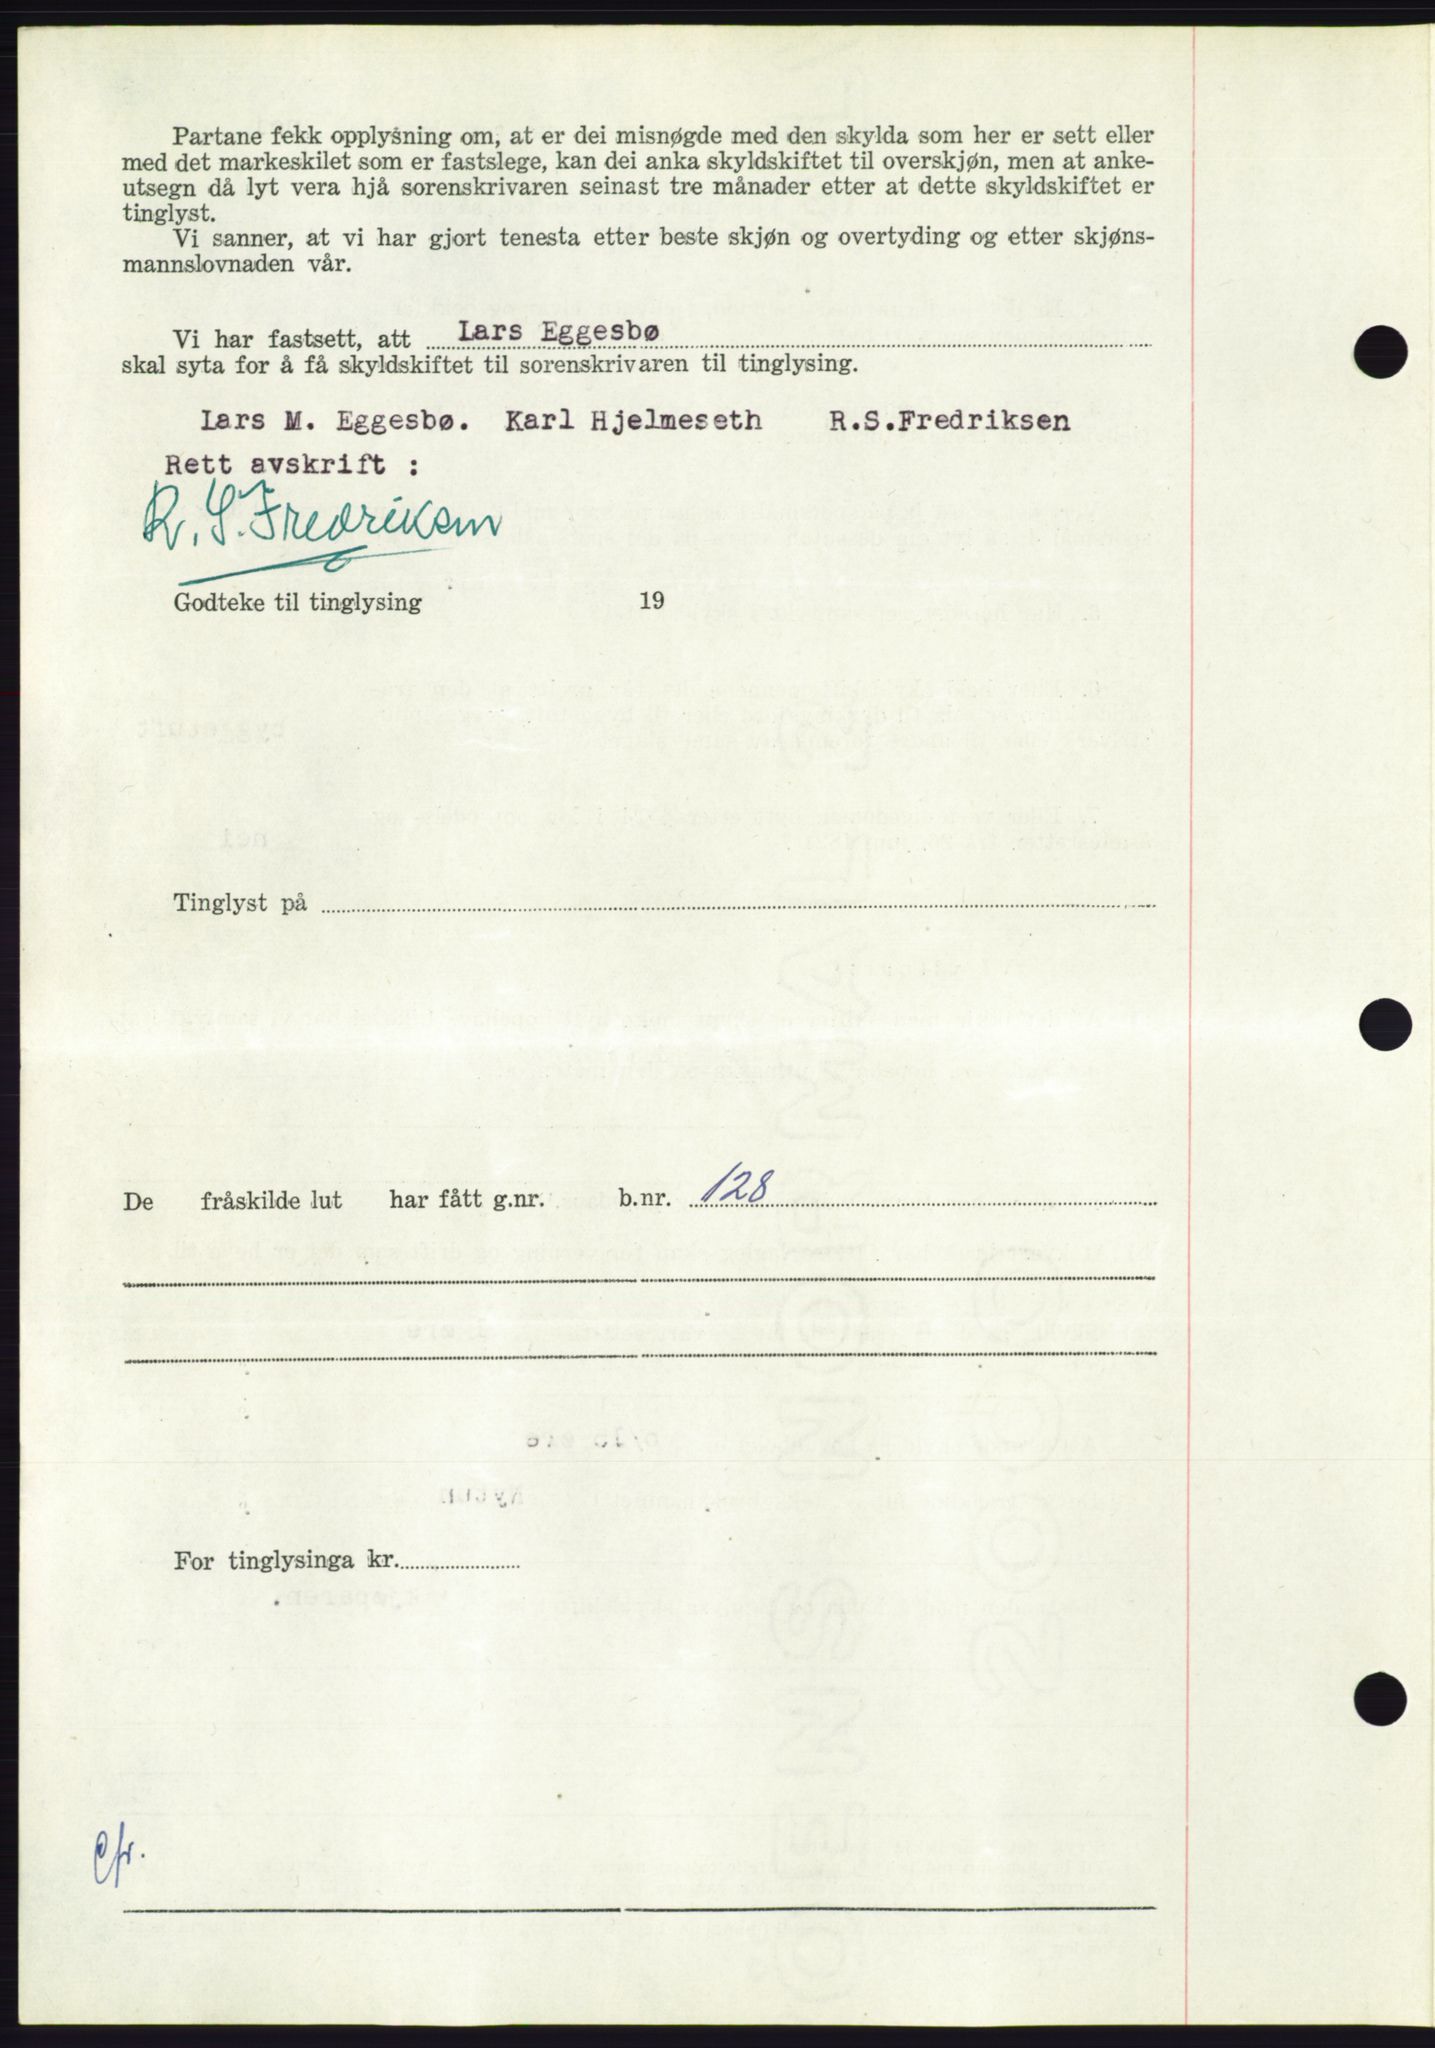 Partane fekk opplysning om, at er dei misnøgde med den skylda som her er sett eller
med det markeskilet som er fastslege, kan dei anka skyldskiftet til overskjøn, men at anke-
utsegn då lyt vera hjå sorenskrivaren seinast tre månader etter at dette skyldskiftet er
tinglyst.
Vi sanner, at vi har gjort tenesta etter beste skjøn og overtyding og etter skjøns-
mannslovnaden vår.
Vi har fastsett, att Lars Eggesbø
skal syta for å få skyldskiftet til sorenskrivaren til tinglysing.
Lars M. Eggesbø. Karl Hjelmeseth R.S.Fredriksen
Rett avskrift :
R. S. Fredriksen
Godteke til tinglysing 19
Tinglyst på
De fråskilde lut har fått g.nr. b.nr. 128
For tinglysinga kr.
Cfr.